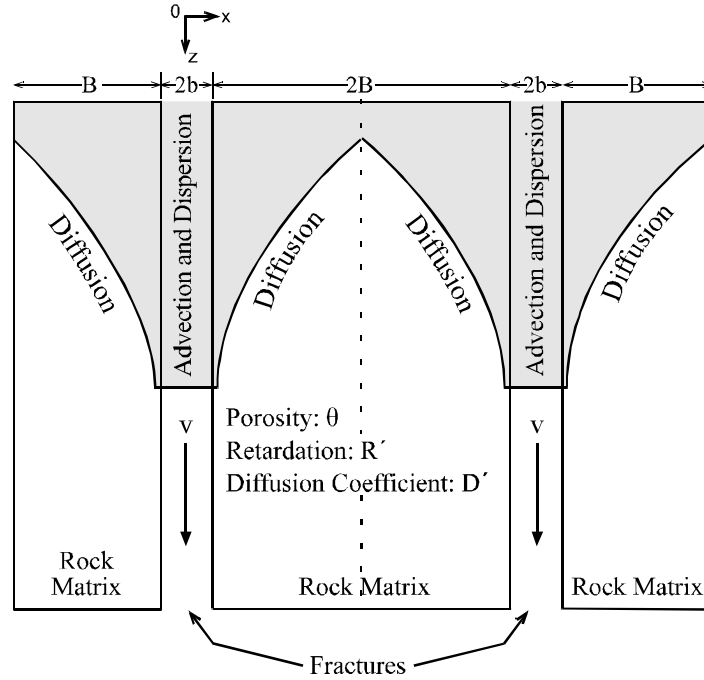 0
x
z
B
2b
2B
2b
B
Advection and Dispersion
Advection and Dispersion
Diffusion
Diffusion
Diffusion
Diffusion
Porosity: θ
Retardation: R´
Diffusion Coefficient: D´
v
v
Rock
Matrix
Rock Matrix
Rock Matrix
Fractures